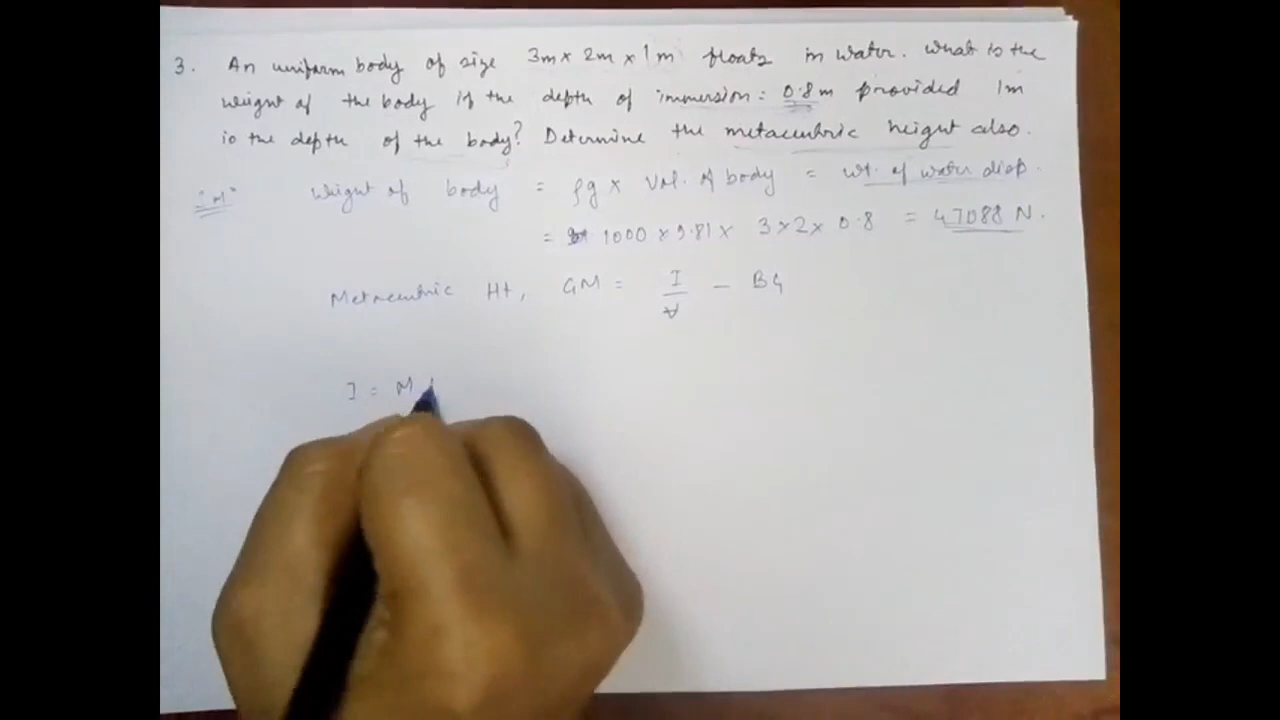 3. An uniform body of size 3m x 2m x 1m floats in water. What is the
weight of the body if the depth of immersion = 0.8m provided 1m
is the depth of the body? Determine the metacentric height also.
Weight of body = ρg x Vol. of body = wt. of water disp.
= 1000 x 9.81 x 3 x 2 x 0.8 = 47088 N.
Metacentric Ht, GM = I/∀ - BG
I = M